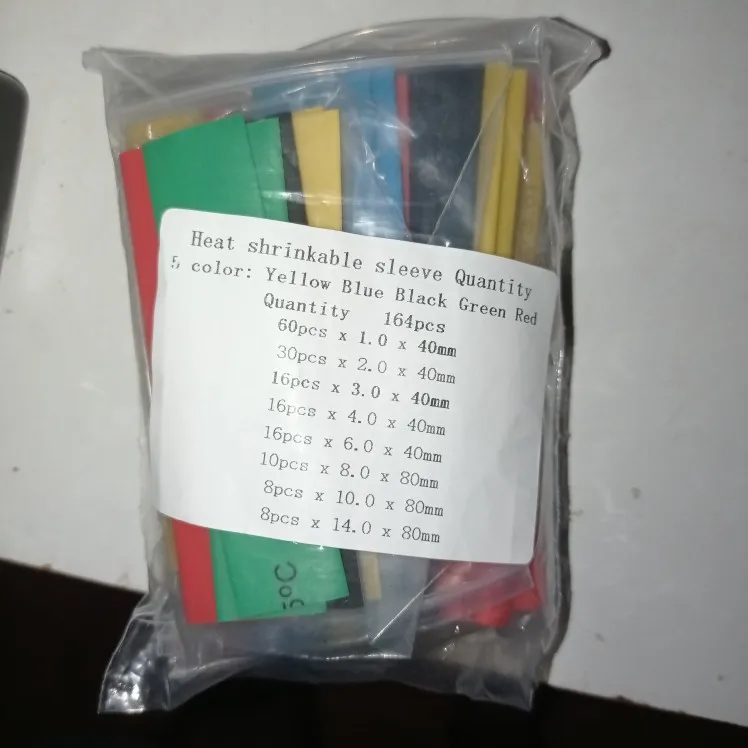 Heat shrinkable sleeve Quantity
5 color: Yellow Blue Black Green Red
Quantity 164pcs
60pcs x 1.0 x 40mm
30pcs x 2.0 x 40mm
16pcs x 3.0 x 40mm
16pcs x 4.0 x 40mm
16pcs x 6.0 x 40mm
10pcs x 8.0 x 80mm
8pcs x 10.0 x 80mm
8pcs x 14.0 x 80mm
5ºC